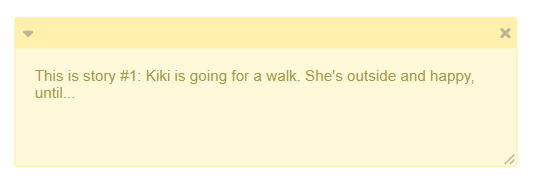 This is story #1: Kiki is going for a walk. She's outside and happy,
until...